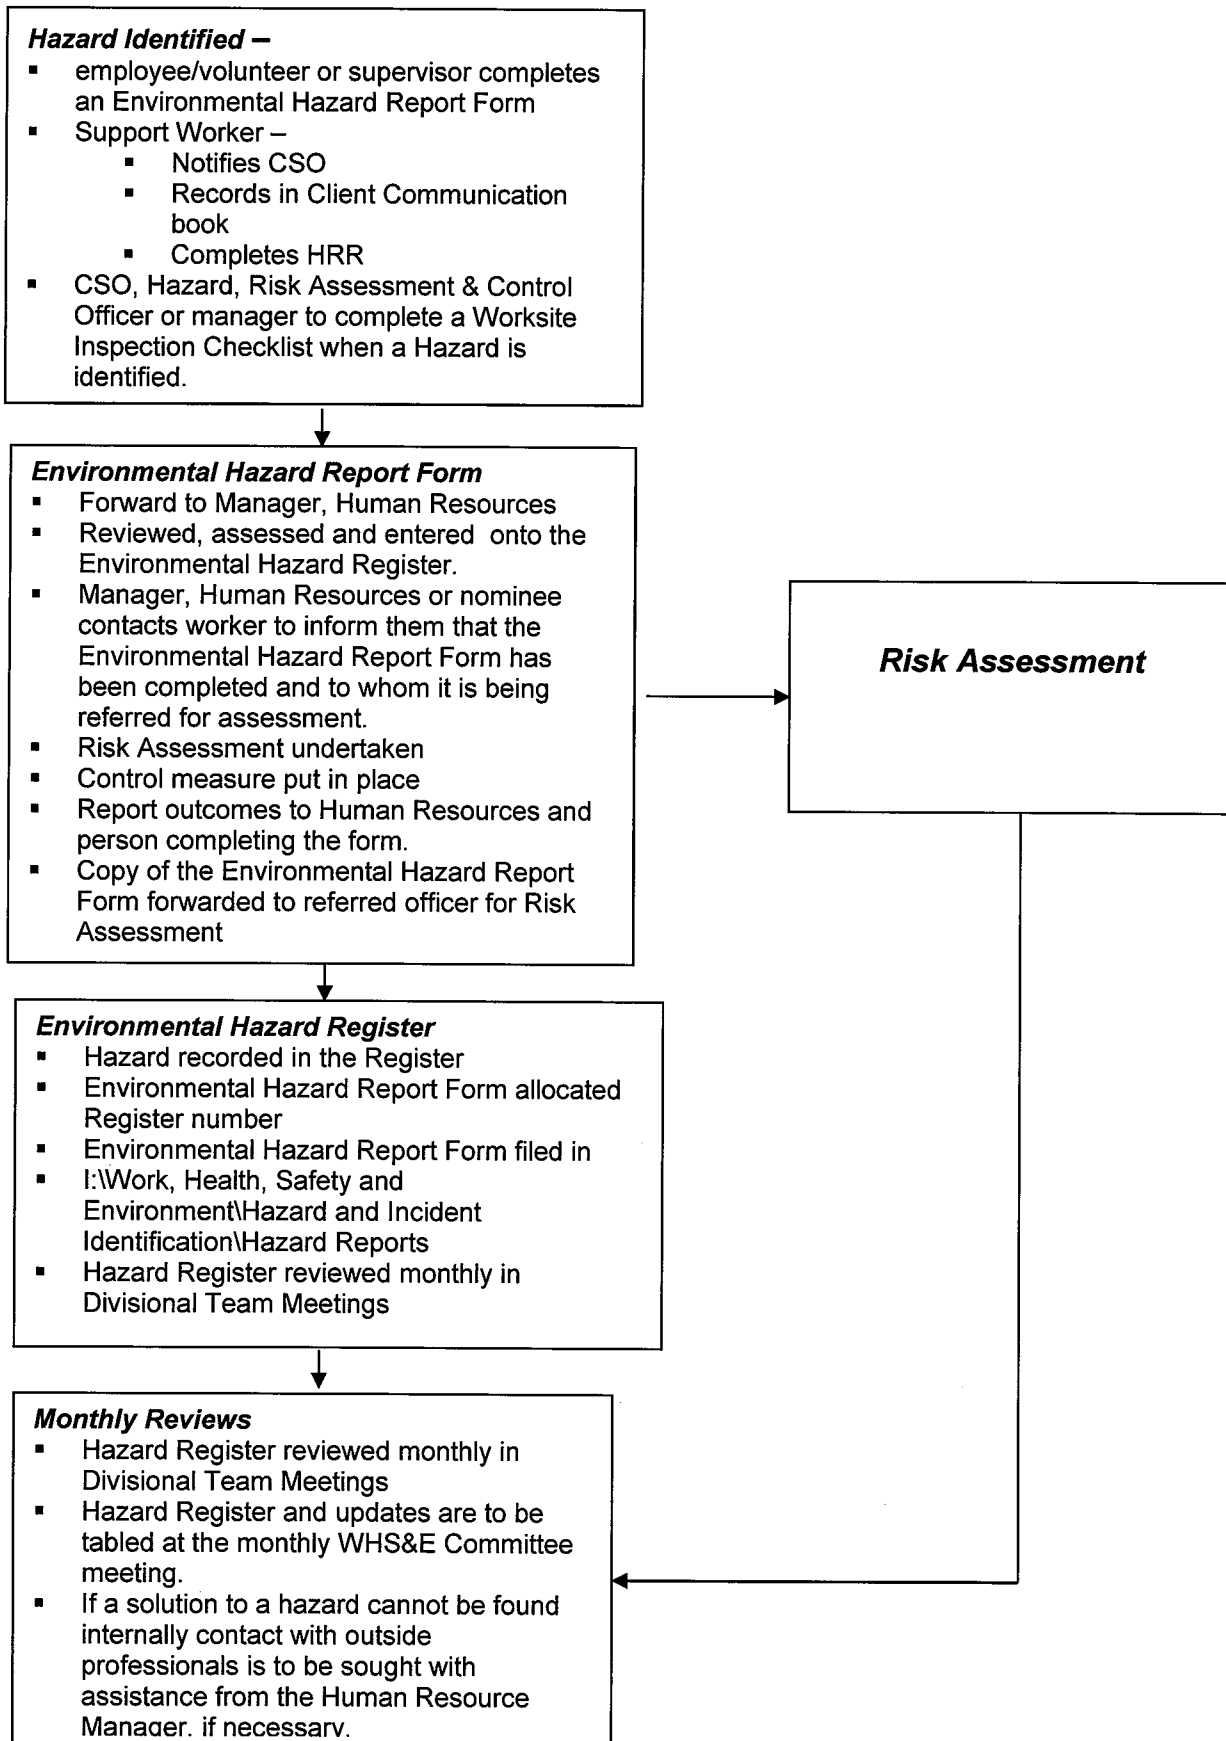 Hazard Identified –
▪ employee/volunteer or supervisor completes
an Environmental Hazard Report Form
▪ Support Worker –
▪ Notifies CSO
▪ Records in Client Communication
book
▪ Completes HRR
▪ CSO, Hazard, Risk Assessment & Control
Officer or manager to complete a Worksite
Inspection Checklist when a Hazard is
identified.
Environmental Hazard Report Form
▪ Forward to Manager, Human Resources
▪ Reviewed, assessed and entered onto the
Environmental Hazard Register.
▪ Manager, Human Resources or nominee
contacts worker to inform them that the
Environmental Hazard Report Form has
been completed and to whom it is being
referred for assessment.
▪ Risk Assessment undertaken
▪ Control measure put in place
▪ Report outcomes to Human Resources and
person completing the form.
▪ Copy of the Environmental Hazard Report
Form forwarded to referred officer for Risk
Assessment
Risk Assessment
Environmental Hazard Register
▪ Hazard recorded in the Register
▪ Environmental Hazard Report Form allocated
Register number
▪ Environmental Hazard Report Form filed in
▪ I:\Work, Health, Safety and
Environment\Hazard and Incident
Identification\Hazard Reports
▪ Hazard Register reviewed monthly in
Divisional Team Meetings
Monthly Reviews
▪ Hazard Register reviewed monthly in
Divisional Team Meetings
▪ Hazard Register and updates are to be
tabled at the monthly WHS&E Committee
meeting.
▪ If a solution to a hazard cannot be found
internally contact with outside
professionals is to be sought with
assistance from the Human Resource
Manager, if necessary.